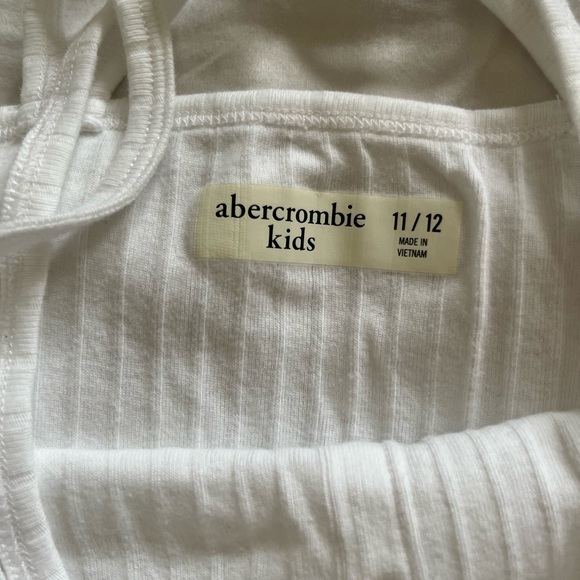 abercrombie
kids
11 / 12
MADE IN
VIETNAM